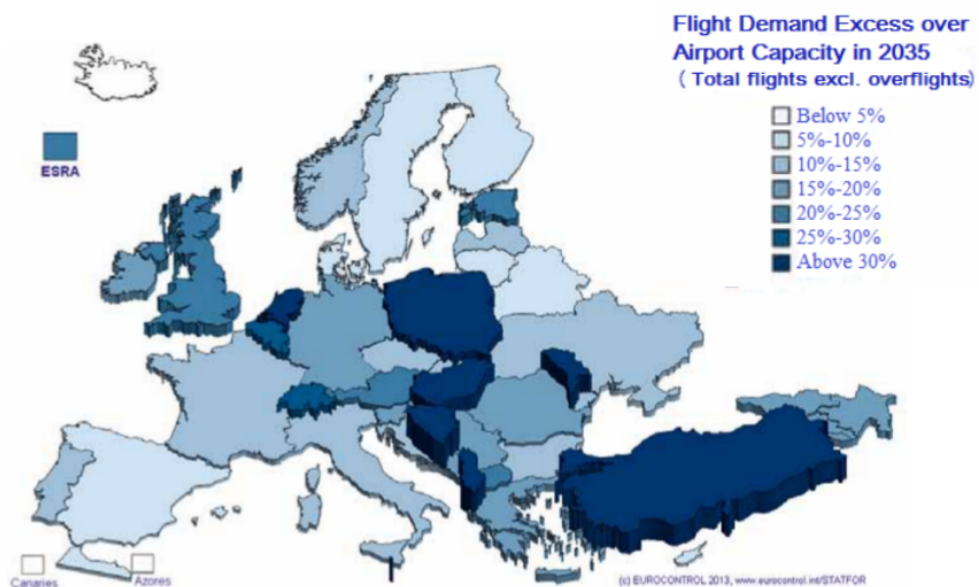 Flight Demand Excess over
Airport Capacity in 2035
( Total flights excl. overflights)
Below 5%
5%-10%
10%-15%
15%-20%
20%-25%
25%-30%
Above 30%
ESRA
Canaries
Azores
(c) EUROCONTROL 2013, www.eurocontrol.int/STATFOR